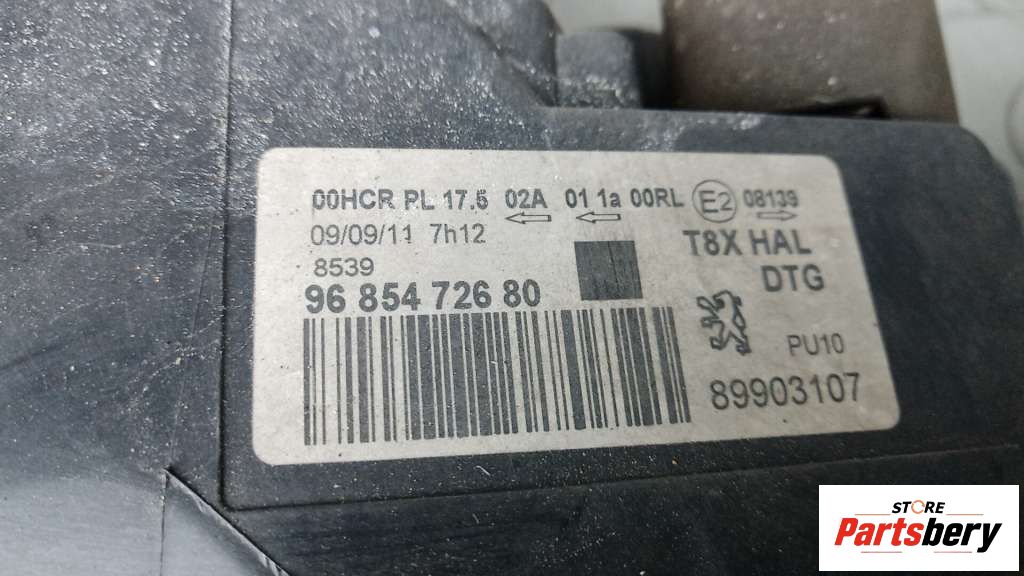 00HCR PL 17.5 02A 01 1a 00RL E2 08139
09/09/11 7h12
T8X HAL
8539
DTG
96 854 726 80
PU10
89903107
STORE
Partsbery